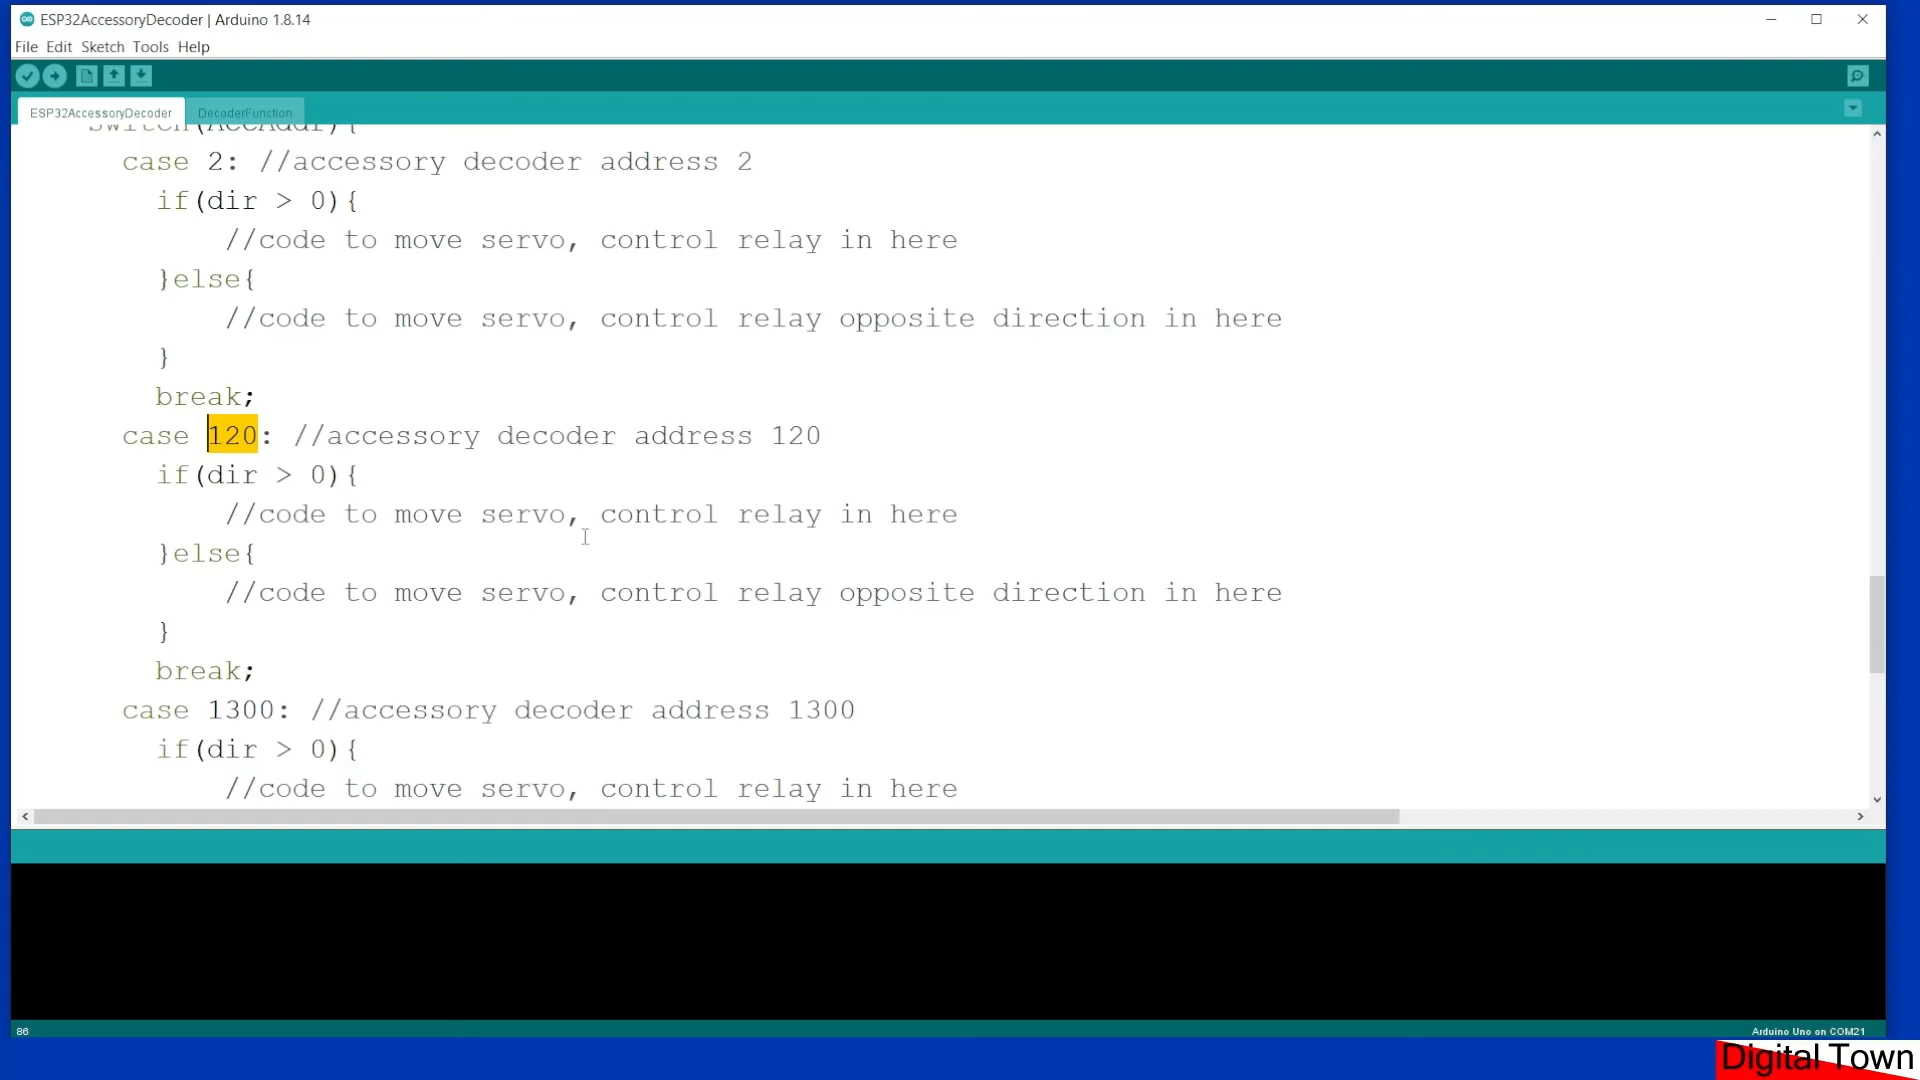 ESP32AccessoryDecoder | Arduino 1.8.14
File Edit Sketch Tools Help
ESP32AccessoryDecoder DecoderFunction
switch(AccAddr){
case 2: //accessory decoder address 2
if(dir > 0){
//code to move servo, control relay in here
}else{
//code to move servo, control relay opposite direction in here
}
break;
case 120: //accessory decoder address 120
if(dir > 0){
//code to move servo, control relay in here
}else{
//code to move servo, control relay opposite direction in here
}
break;
case 1300: //accessory decoder address 1300
if(dir > 0){
//code to move servo, control relay in here
86
Arduino Uno on COM21
Digital Town